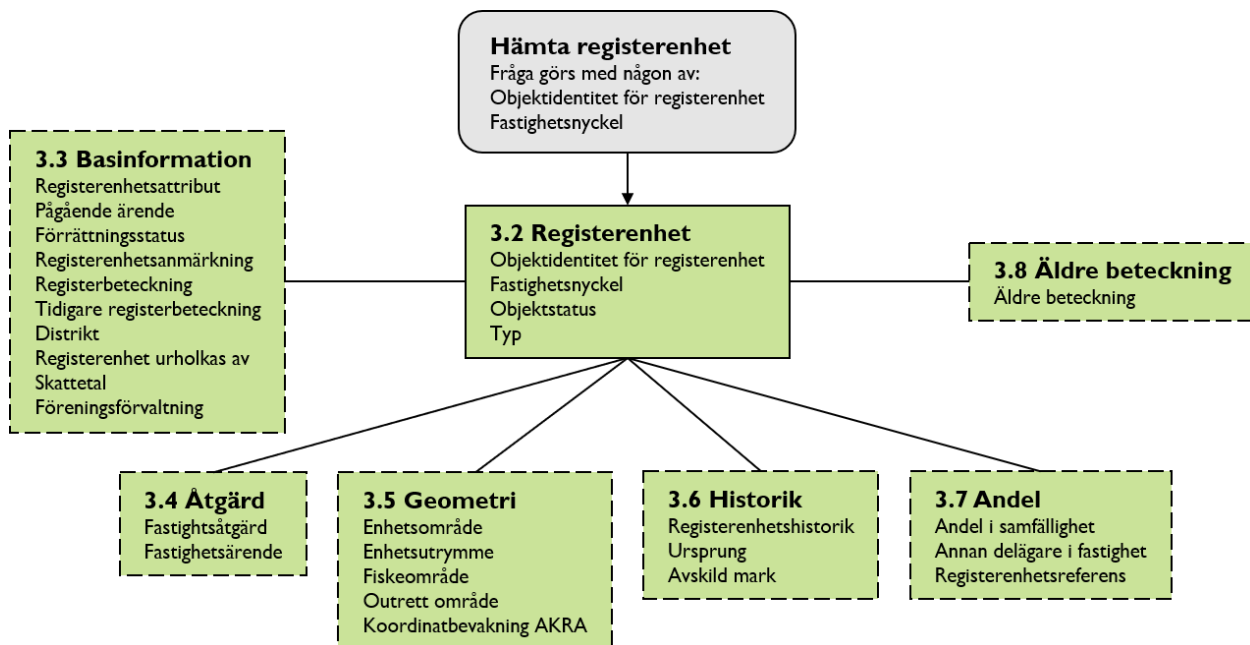 Hämta registerenhet
Fråga görs med någon av:
Objektidentitet för registerenhet
Fastighetsnyckel
3.3 Basinformation
Registerenhetsattribut
Pågående ärende
Förrättningsstatus
Registerenhetsanmärkning
Registerbeteckning
Tidigare registerbeteckning
Distrikt
Registerenhet urholkas av
Skattetal
Föreningsförvaltning
3.2 Registerenhet
Objektidentitet för registerenhet
Fastighetsnyckel
Objektstatus
Typ
3.8 Äldre beteckning
Äldre beteckning
3.4 Åtgärd
Fastightsåtgärd
Fastighetsärende
3.5 Geometri
Enhetsområde
Enhetsutrymme
Fiskeområde
Outrett område
Koordinatbevakning AKRA
3.6 Historik
Registerenhetshistorik
Ursprung
Avskild mark
3.7 Andel
Andel i samfällighet
Annan delägare i fastighet
Registerenhetsreferens